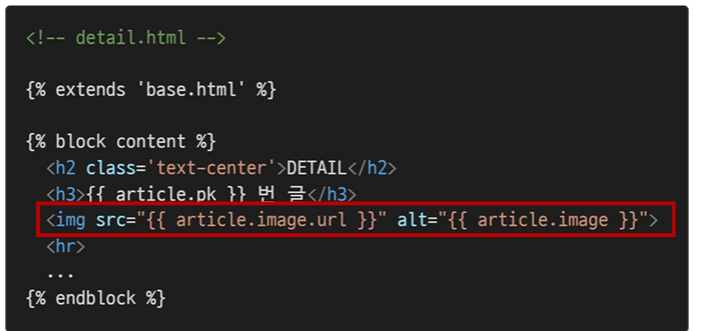 <!-- detail.html -->
{% extends 'base.html' %}
{% block content %}
<h2 class='text-center'>DETAIL</h2>
<h3>{{ article.pk }} 번 글</h3>
<img src="{{ article.image.url }}" alt="{{ article.image }}">
<hr>
...
{% endblock %}